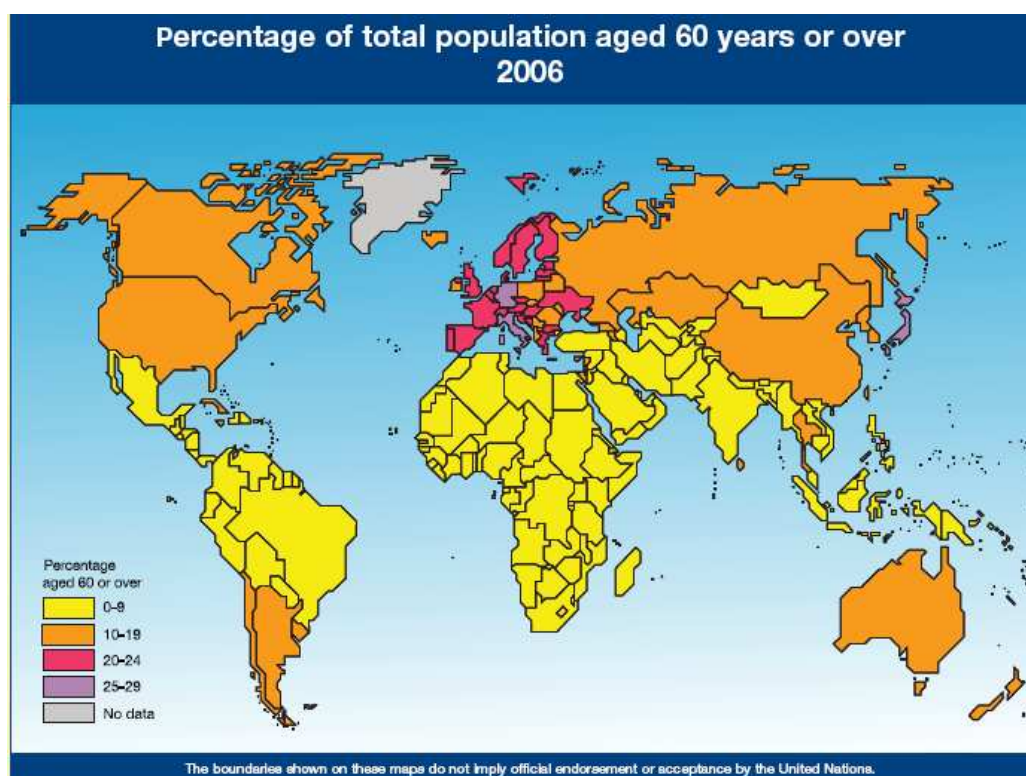 Percentage of total population aged 60 years or over
2006
Percentage
aged 60 or over
0-9
10-19
20-24
25-29
No data
The boundaries shown on these maps do not imply official endorsement or acceptance by the United Nations.